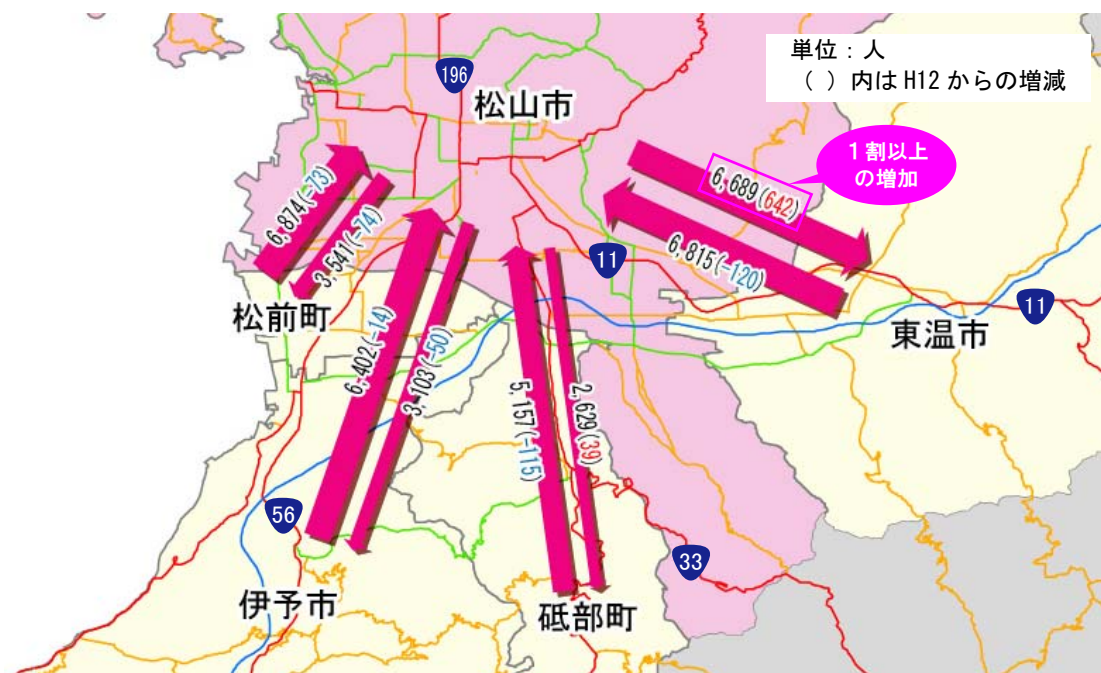 単位：人
（ ）内はH12からの増減
196
松山市
1割以上
の増加
6,689(642)
6,815(-120)
6,874(-73)
3,541(-74)
11
11
松前町
東温市
6,402(-14)
3,103(-50)
5,157(-115)
2,629(39)
56
33
伊予市
砥部町